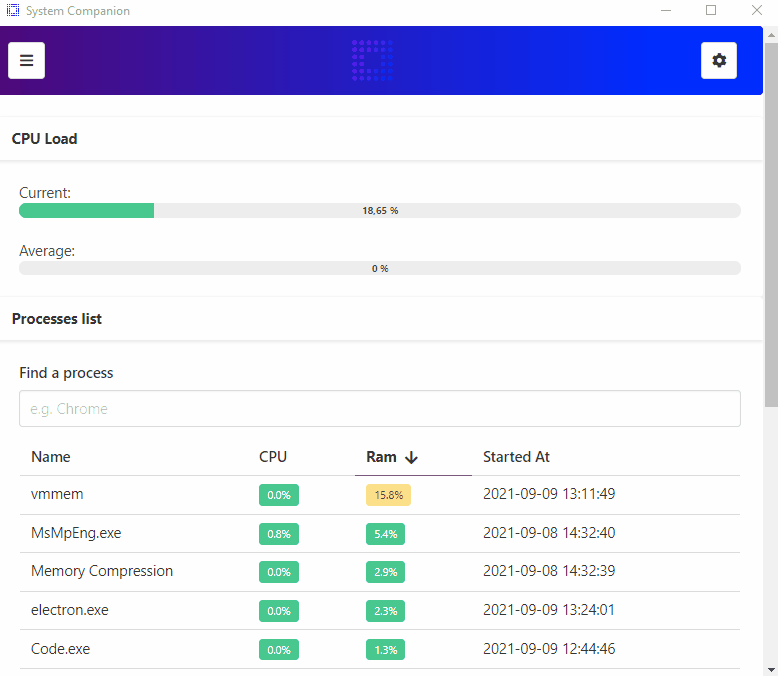 System Companion
CPU Load
Current:
18,65 %
Average:
0 %
Processes list
Find a process
e.g. Chrome
Name CPU Ram Started At
vmmem 0.0% 15.8% 2021-09-09 13:11:49
MsMpEng.exe 0.8% 5.4% 2021-09-08 14:32:40
Memory Compression 0.0% 2.9% 2021-09-08 14:32:39
electron.exe 0.0% 2.3% 2021-09-09 13:24:01
Code.exe 0.0% 1.3% 2021-09-09 12:44:46